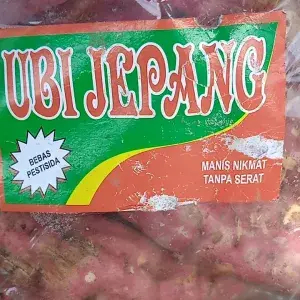 UBI JEPANG
BEBAS
PESTISIDA
MANIS NIKMAT
TANPA SERAT